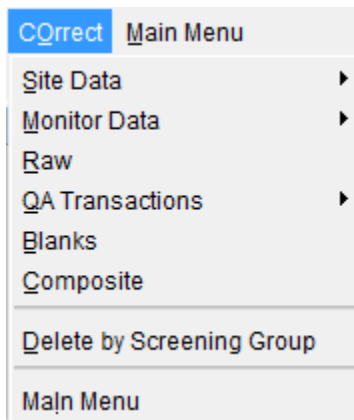 COrrect Main Menu
Site Data
Monitor Data
Raw
QA Transactions
Blanks
Composite
Delete by Screening Group
Main Menu